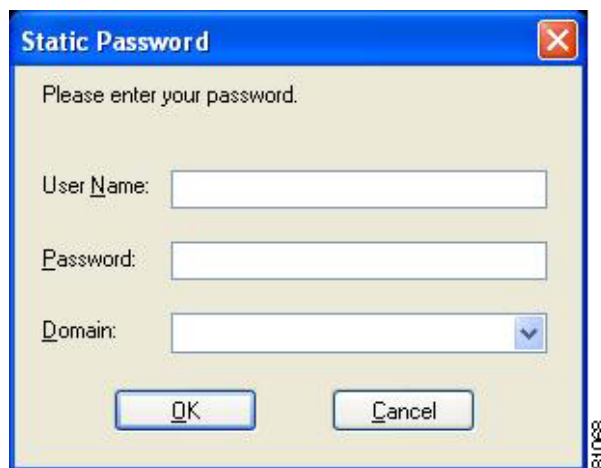 Static Password
Please enter your password.
User Name:
Password:
Domain:
OK
Cancel